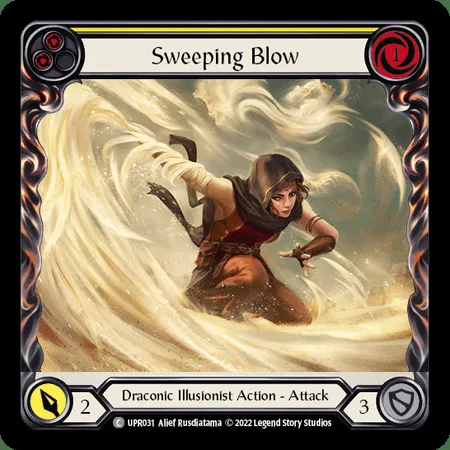 Sweeping Blow
1
2
Draconic Illusionist Action - Attack
3
C UPR031 Alief Rusdiatama © 2022 Legend Story Studios